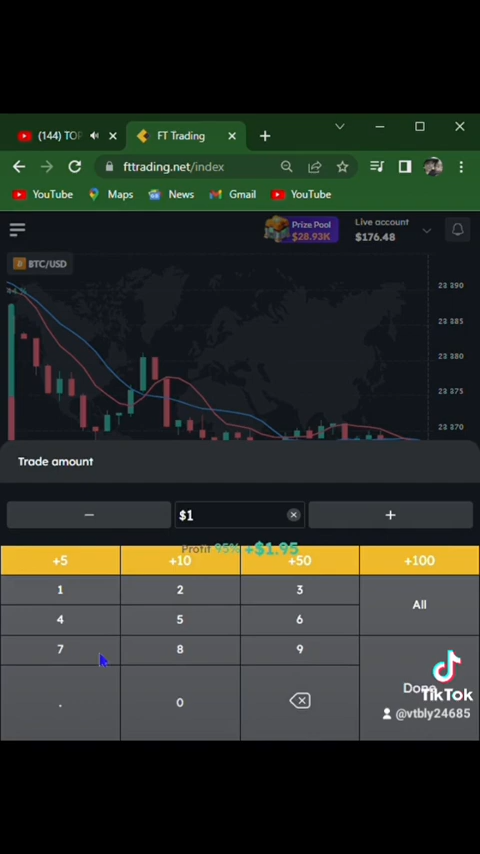 (144) TOP
FT Trading
fttrading.net/index
YouTube
Maps
News
Gmail
YouTube
Prize Pool
$28.93K
Live account
$176.48
BTC/USD
23 390
23 385
23 380
23 375
23 370
Trade amount
$1
Profit 95% +$1.95
+5
+10
+50
+100
1
2
3
All
4
5
6
7
8
9
.
0
Done
TikTok
@vtbly24685